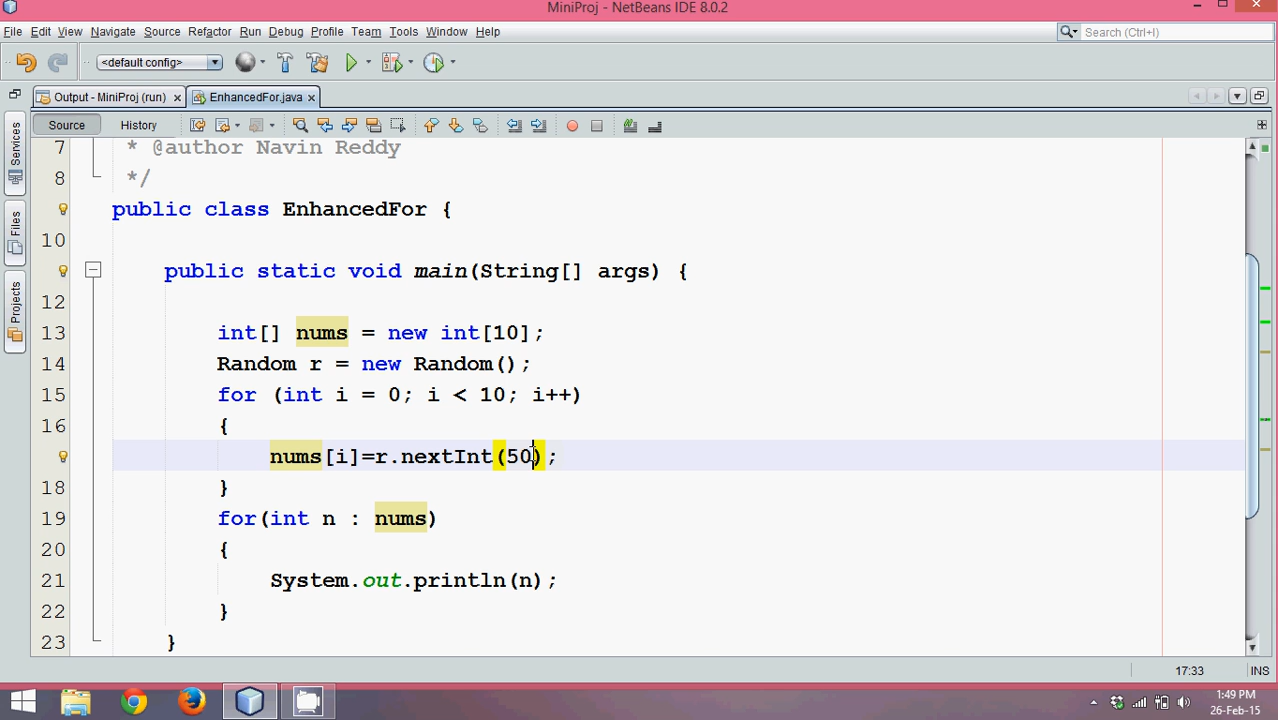 MiniProj - NetBeans IDE 8.0.2
File Edit View Navigate Source Refactor Run Debug Profile Team Tools Window Help
Search (Ctrl+I)
<default config>
Output - MiniProj (run) EnhancedFor.java
Source History
Services
Files
Projects
7 * @author Navin Reddy
8 */
public class EnhancedFor {
10
public static void main(String[] args) {
12
13 int[] nums = new int[10];
14 Random r = new Random();
15 for (int i = 0; i < 10; i++)
16 {
nums[i]=r.nextInt(50);
18 }
19 for(int n : nums)
20 {
21 System.out.println(n);
22 }
23 }
17:33 INS
1:49 PM
26-Feb-15